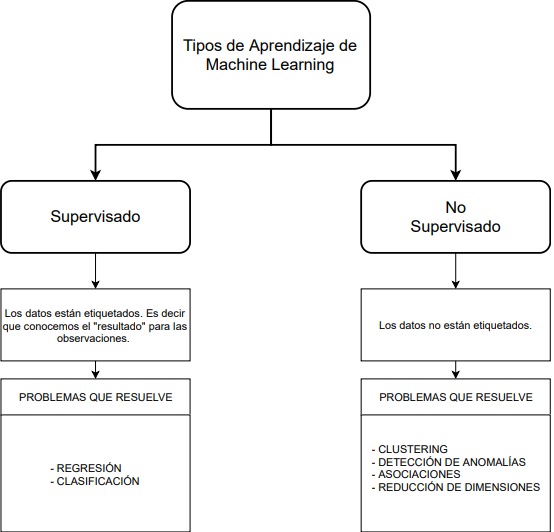 Tipos de Aprendizaje de
Machine Learning
Supervisado
No
Supervisado
Los datos están etiquetados. Es decir
que conocemos el "resultado" para las
observaciones.
Los datos no están etiquetados.
PROBLEMAS QUE RESUELVE
- REGRESIÓN
- CLASIFICACIÓN
PROBLEMAS QUE RESUELVE
- CLUSTERING
- DETECCIÓN DE ANOMALÍAS
- ASOCIACIONES
- REDUCCIÓN DE DIMENSIONES